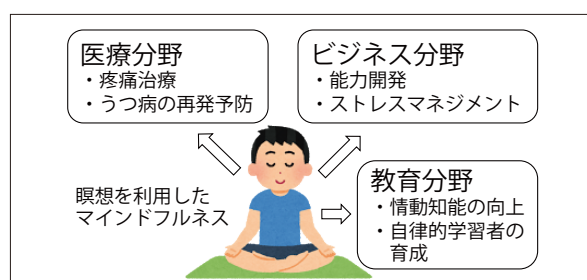 医療分野
・疼痛治療
・うつ病の再発予防
ビジネス分野
・能力開発
・ストレスマネジメント
瞑想を利用した
マインドフルネス
教育分野
・情動知能の向上
・自律的学習者の
育成